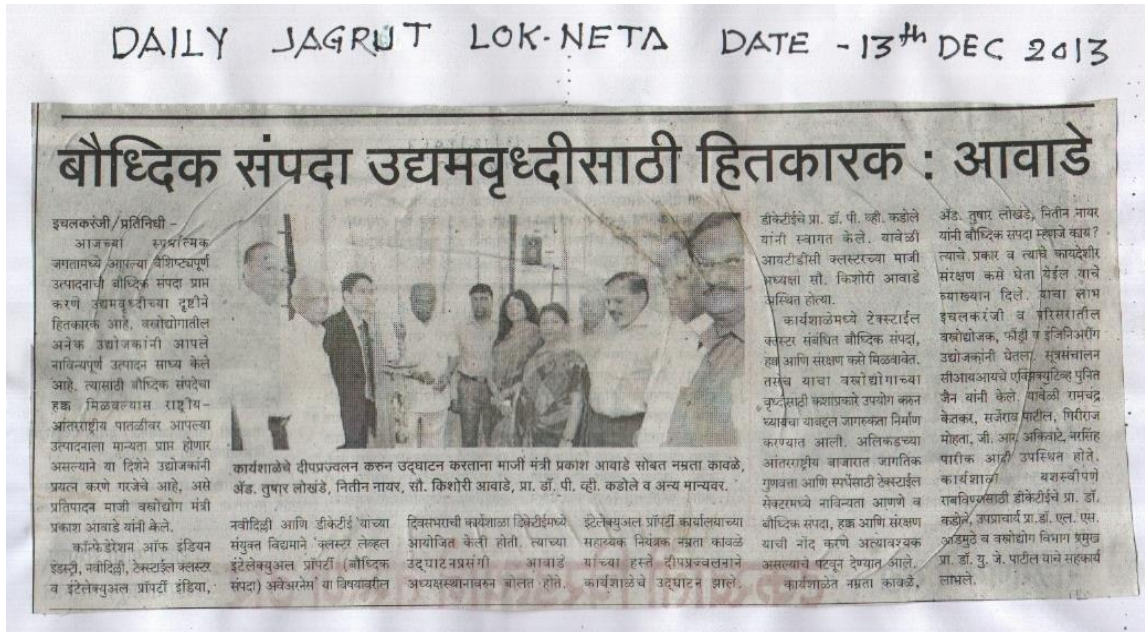 DAILY JAGRUT LOK-NETA DATE - 13th DEC 2013
बौध्दिक संपदा उद्यमवृध्दीसाठी हितकारक : आवाडे
इचलकरंजी/प्रतिनिधी -
आजच्या स्पर्धात्मक
जगतामध्ये आपल्या वैशिष्ट्यपूर्ण
उत्पादनाची बौध्दिक संपदा प्राप्त
करणे उद्यमवृध्दीच्या दृष्टीने
हितकारक आहे. वस्त्रोद्योगातील
अनेक उद्योजकांनी आपले
नाविन्यपूर्ण उत्पादन साध्य केले
आहे. त्यासाठी बौध्दिक संपदेचा
हक्क मिळवल्यास राष्ट्रीय-
आंतरराष्ट्रीय पातळीवर आपल्या
उत्पादनाला मान्यता प्राप्त होणार
असल्याने या दिशेने उद्योजकांनी
प्रयत्न करणे गरजेचे आहे, असे
प्रतिपादन माजी वस्त्रोद्योग मंत्री
प्रकाश आवाडे यांनी केले.
कॉन्फेडरेशन ऑफ इंडियन
इंडस्ट्री, नवीदिल्ली, टेक्स्टाईल क्लस्टर
व इंटेलेक्युअल प्रॉपर्टी इंडिया,
कार्यशाळेचे दीपप्रज्वलन करुन उद्घाटन करताना माजी मंत्री प्रकाश आवाडे सोबत नम्रता कावळे,
ॲड. तुषार लोखंडे, नितीन नायर, सौ. किशोरी आवाडे, प्रा. डॉ. पी. व्ही. कडोले व अन्य मान्यवर.
नवीदिल्ली आणि डीकेटीई यांच्या
संयुक्त विद्यमाने 'क्लस्टर लेव्हल
इंटेलेक्युअल प्रॉपर्टी (बौध्दिक
संपदा) अवेअरनेस' या विषयावरील
दिवसभराची कार्यशाळा डिकेटीईमध्ये
आयोजित केली होती. त्याच्या
उद्घाटनप्रसंगी आवाडे
अध्यक्षस्थानावरुन बोलत होते.
इंटेलेक्युअल प्रॉपर्टी कार्यालयाच्या
सहाय्यक नियंत्रक नम्रता कावळे
यांच्या हस्ते दीपप्रज्वलनाने
कार्यशाळेचे उद्घाटन झाले.
डीकेटीईचे प्रा. डॉ. पी. व्ही. कडोले
यांनी स्वागत केले. यावेळी
आयटीडीसी क्लस्टरच्या माजी
अध्यक्षा सौ. किशोरी आवाडे
उपस्थित होत्या.
कार्यशाळेमध्ये टेक्स्टाईल
क्लस्टर संबंधित बौध्दिक संपदा,
हक्क आणि संरक्षण कसे मिळवावेत.
तसेच याचा वस्त्रोद्योगाच्या
वृध्दीसाठी कशाप्रकारे उपयोग करुन
घ्यावयाचा याबद्दल जागरुकता निर्माण
करण्यात आली. अलिकडच्या
आंतरराष्ट्रीय बाजारात जागतिक
गुणवत्ता आणि स्पर्धेसाठी टेक्स्टाईल
सेक्टरमध्ये नाविन्यता आणणे व
बौध्दिक संपदा, हक्क आणि संरक्षण
याची नोंद करणे अत्यावश्यक
असल्याचे पटवून देण्यात आले.
कार्यशाळेत नम्रता कावळे,
ॲड. तुषार लोखंडे, नितीन नायर
यांनी बौध्दिक संपदा म्हणजे काय?
त्याचे प्रकार व त्याचे कायदेशीर
संरक्षण कसे घेता येईल याचे
व्याख्यान दिले. याचा लाभ
इचलकरंजी व परिसरातील
वस्त्रोद्योजक, फौंड्री व इंजिनिअरींग
उद्योजकांनी घेतला. सूत्रसंचालन
सीआयआयचे एक्झिक्युटिव्ह पुनित
जैन यांनी केले. यावेळी रामचंद्र
केतकर, सर्जेराव पाटील, गिरीराज
मोहता, जी. आर. अकिवाटे, नरसिंह
पारीक आदी उपस्थित होते.
कार्यशाळा यशस्वीपणे
राबविण्यासाठी डीकेटीईचे प्रा. डॉ.
कडोले, उपप्राचार्य प्रा.डॉ. एल. एस.
आडमुठे व वस्त्रोद्योग विभाग प्रमुख
प्रा. डॉ. यु. जे. पाटील याचे सहकार्य
लाभले.